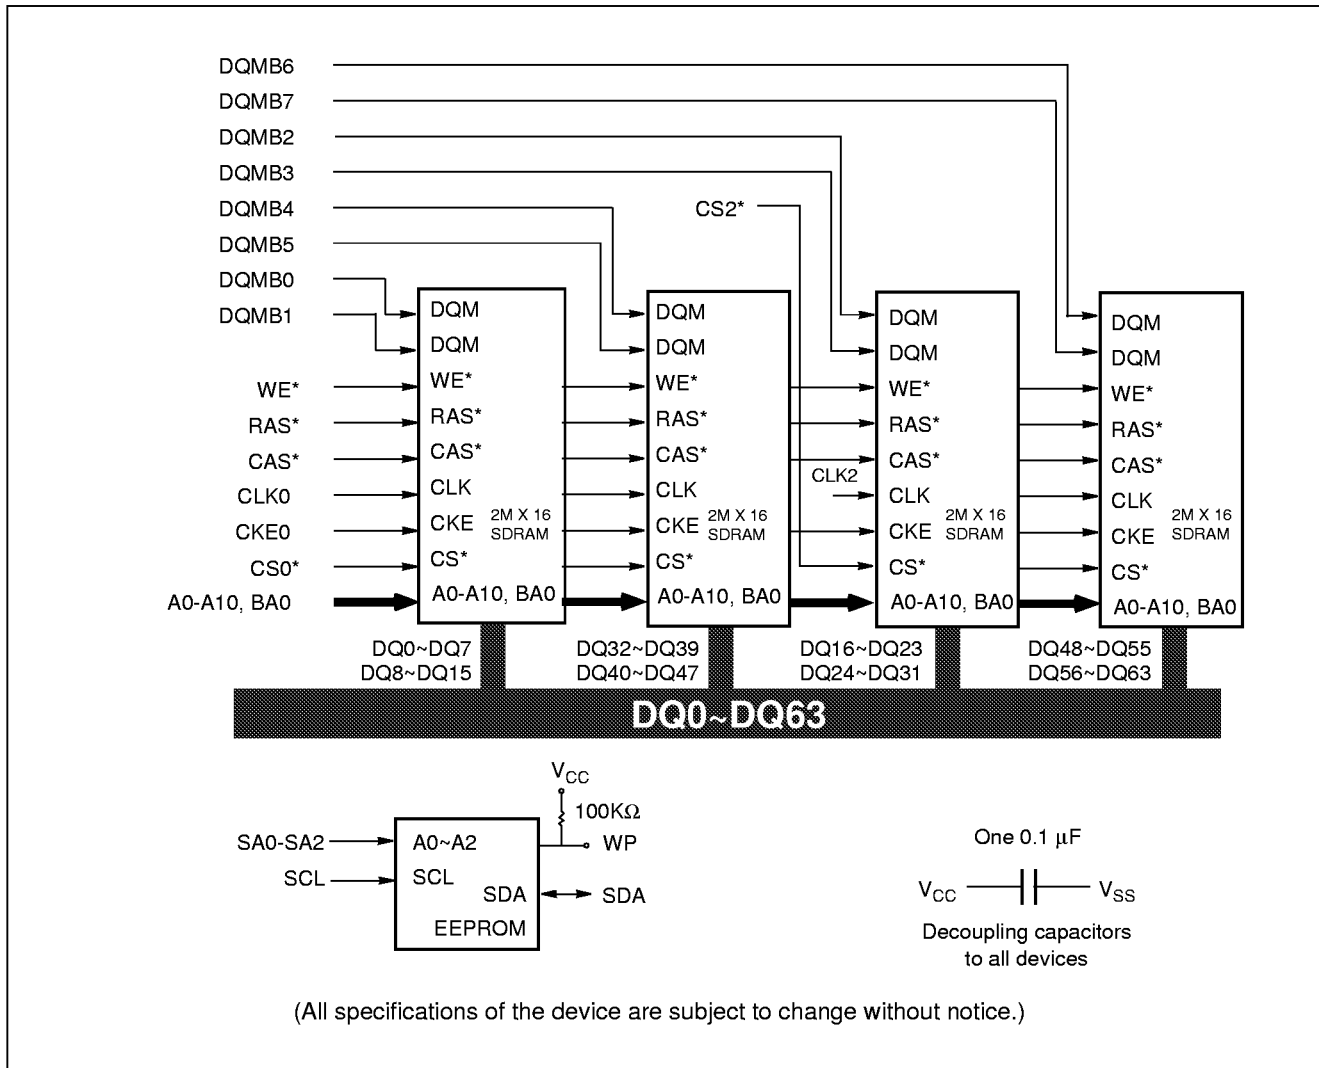 DQMB6
DQMB7
DQMB2
DQMB3
DQMB4
CS2*
DQMB5
DQMB0
DQMB1
WE*
RAS*
CAS*
CLK0
CKE0
CS0*
A0-A10, BA0
DQM
DQM
WE*
RAS*
CAS*
CLK
CKE
2M X 16
SDRAM
CS*
A0-A10, BA0
DQM
DQM
WE*
RAS*
CAS*
CLK
CKE
2M X 16
SDRAM
CS*
A0-A10, BA0
CLK2
DQM
DQM
WE*
RAS*
CAS*
CLK
CKE
2M X 16
SDRAM
CS*
A0-A10, BA0
DQM
DQM
WE*
RAS*
CAS*
CLK
CKE
2M X 16
SDRAM
CS*
A0-A10, BA0
DQ0~DQ7
DQ8~DQ15
DQ32~DQ39
DQ40~DQ47
DQ16~DQ23
DQ24~DQ31
DQ48~DQ55
DQ56~DQ63
DQ0~DQ63
VCC
100KΩ
SA0-SA2
A0~A2
WP
SCL
SCL
SDA
SDA
EEPROM
One 0.1 µF
VCC
VSS
Decoupling capacitors
to all devices
(All specifications of the device are subject to change without notice.)